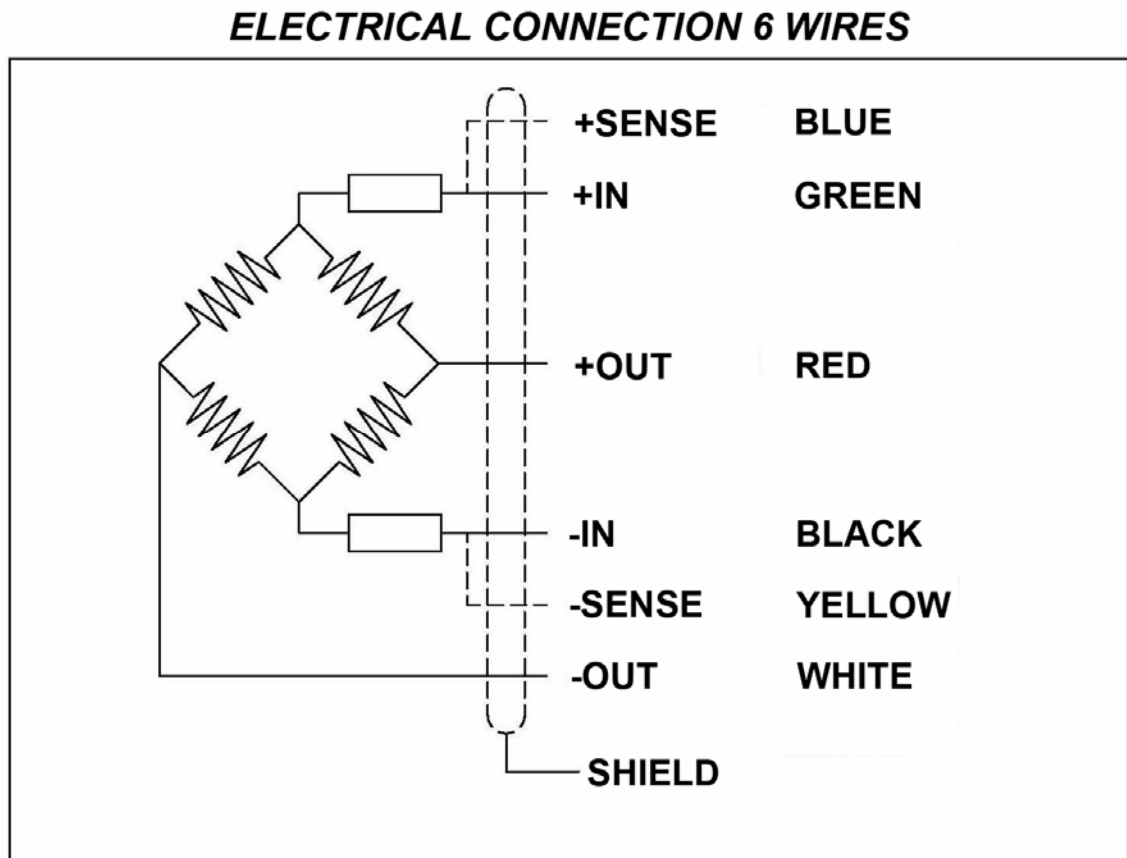 ELECTRICAL CONNECTION 6 WIRES
+SENSE BLUE
+IN GREEN
+OUT RED
-IN BLACK
-SENSE YELLOW
-OUT WHITE
SHIELD